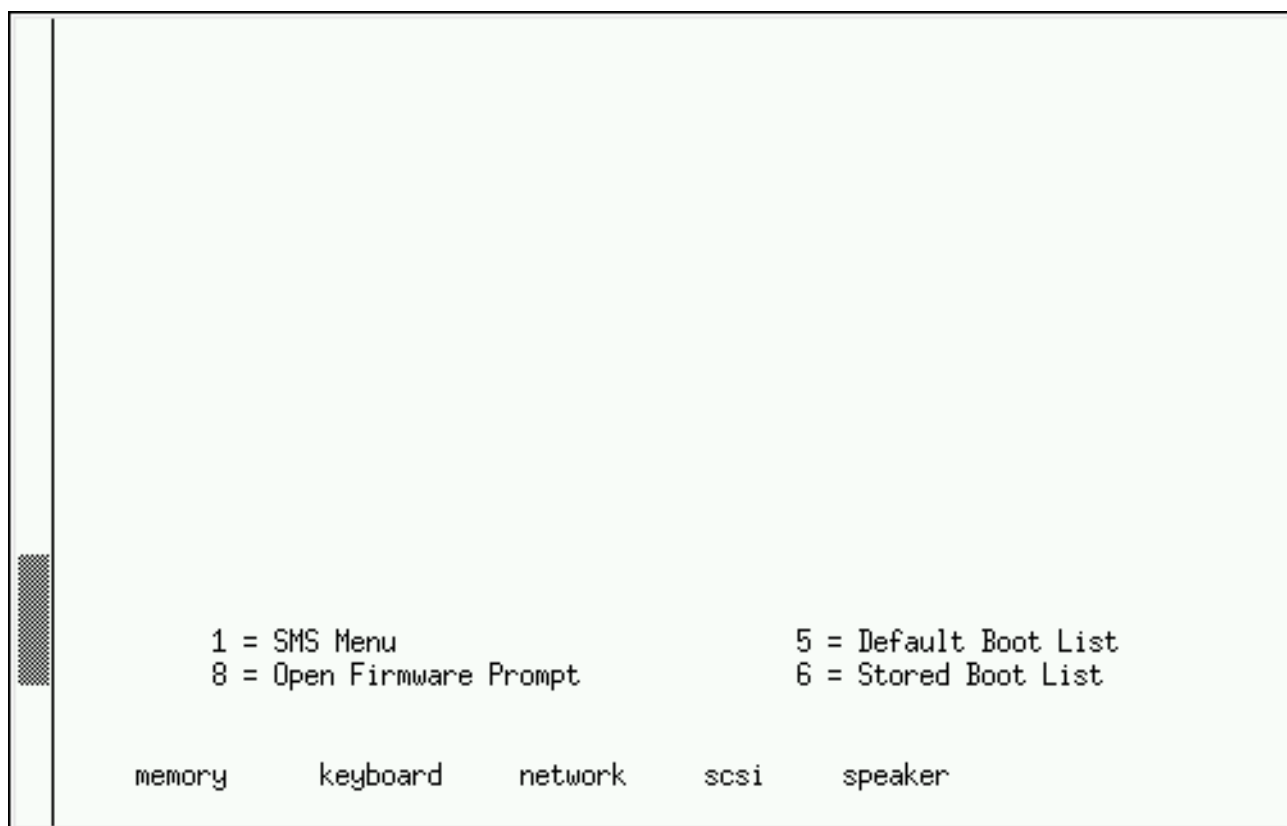 1 = SMS Menu 5 = Default Boot List
8 = Open Firmware Prompt 6 = Stored Boot List
memory keyboard network scsi speaker